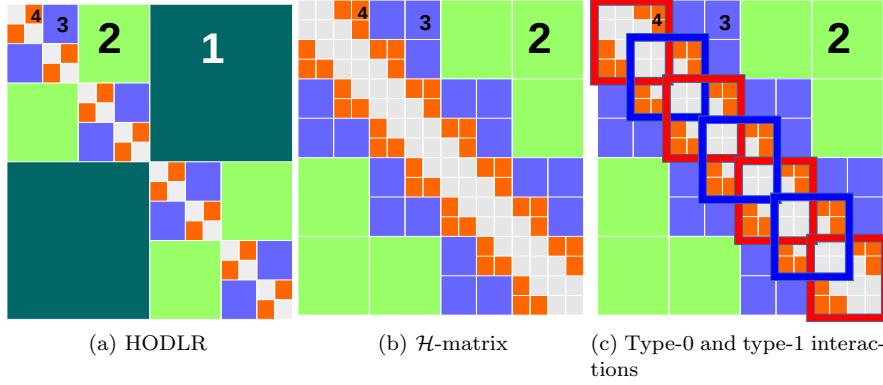 4 3 2 1
4 3 2
4 3 2
(a) HODLR
(b) ℋ-matrix
(c) Type-0 and type-1 interac-
tions